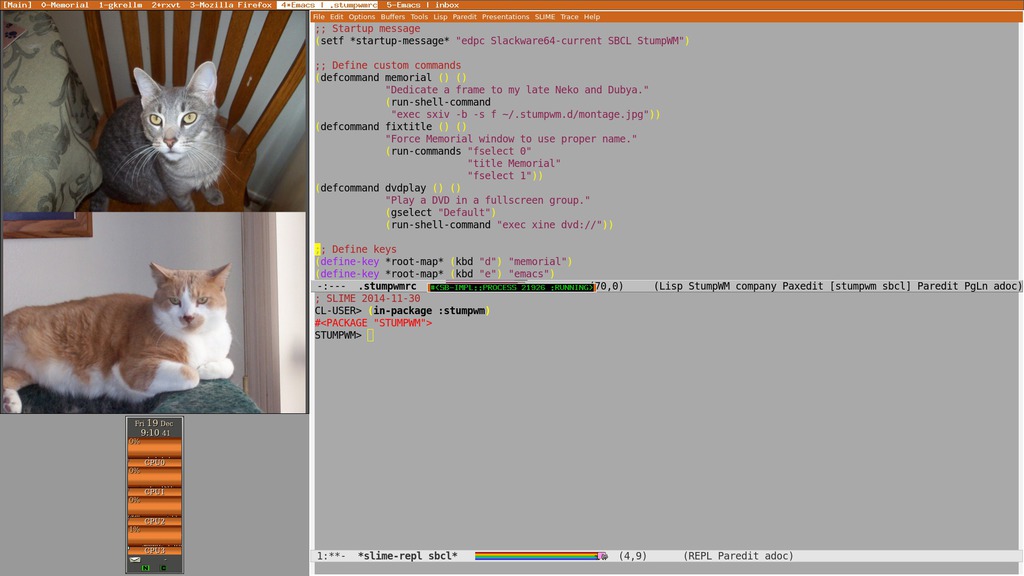 [Main] 0-Memorial 1-gkrellm 2+rxvt 3-Mozilla Firefox 4*Emacs | .stumpwmrc 5-Emacs | inbox
File Edit Options Buffers Tools Lisp Paredit Presentations SLIME Trace Help
;; Startup message
(setf *startup-message* "edpc Slackware64-current SBCL StumpWM")
;; Define custom commands
(defcommand memorial () ()
"Dedicate a frame to my late Neko and Dubya."
(run-shell-command
"exec sxiv -b -s f ~/.stumpwm.d/montage.jpg"))
(defcommand fixtitle () ()
"Force Memorial window to use proper name."
(run-commands "fselect 0"
"title Memorial"
"fselect 1"))
(defcommand dvdplay () ()
"Play a DVD in a fullscreen group."
(gselect "Default")
(run-shell-command "exec xine dvd://"))
;; Define keys
(define-key *root-map* (kbd "d") "memorial")
(define-key *root-map* (kbd "e") "emacs")
-:--- .stumpwmrc #<SB-IMPL::PROCESS 21926 :RUNNING> 70,0) (Lisp StumpWM company Paxedit [stumpwm sbcl] Paredit PgLn adoc)
; SLIME 2014-11-30
CL-USER> (in-package :stumpwm)
#<PACKAGE "STUMPWM">
STUMPWM>
1:**- *slime-repl sbcl* (4,9) (REPL Paredit adoc)
Fri 19 Dec
9:10 41
0%
CPU0
0%
CPU1
0%
CPU2
1%
CPU3